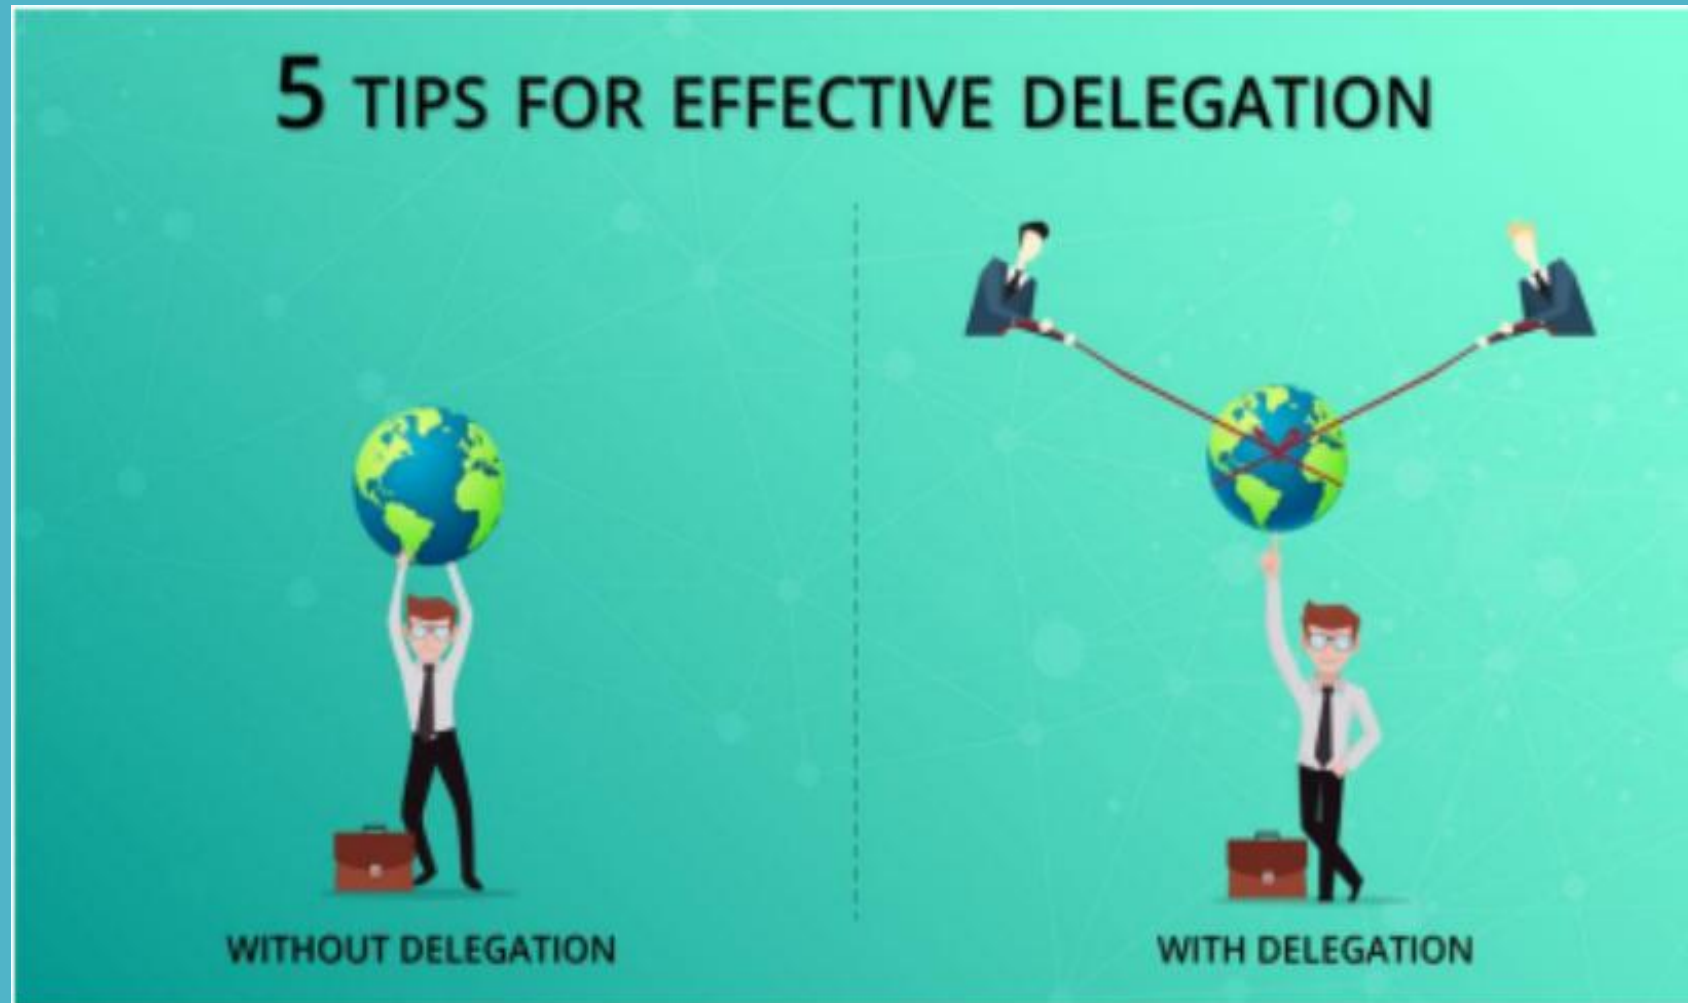 5 TIPS FOR EFFECTIVE DELEGATION
WITHOUT DELEGATION
WITH DELEGATION